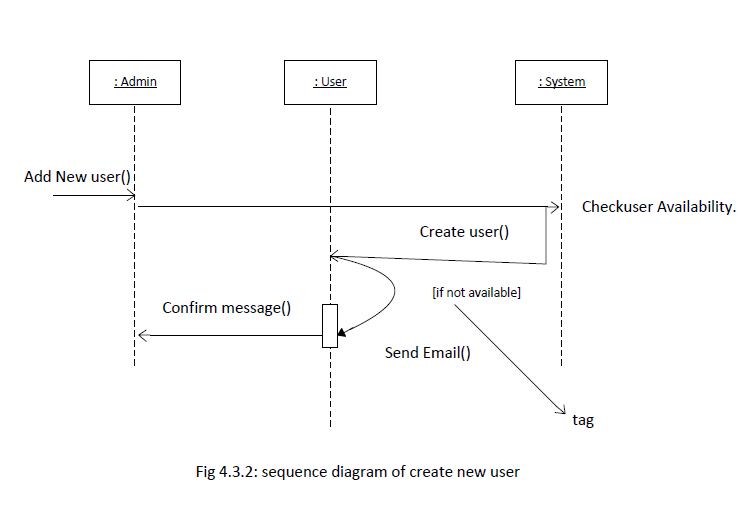 : Admin
: User
: System
Add New user()
Checkuser Availability.
Create user()
[if not available]
Confirm message()
Send Email()
tag
Fig 4.3.2: sequence diagram of create new user